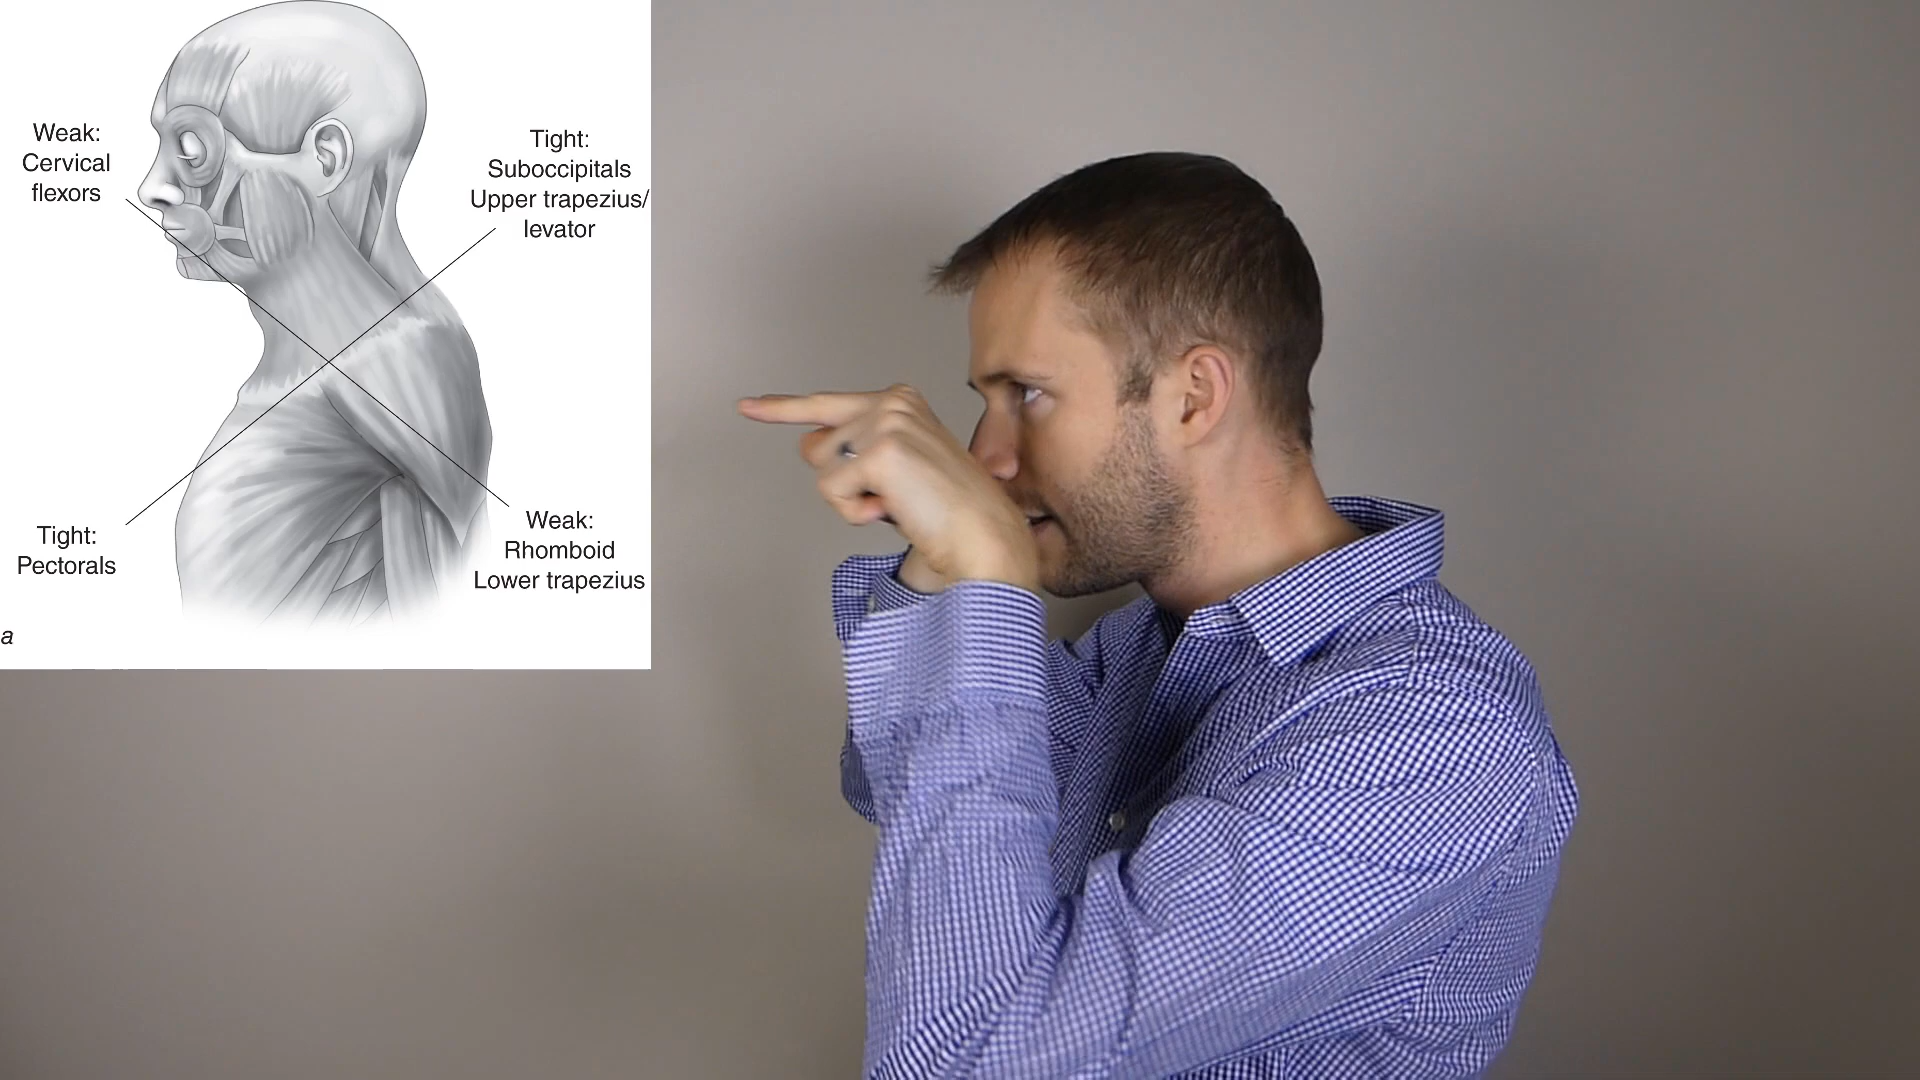 Weak:
Cervical
flexors
Tight:
Suboccipitals
Upper trapezius/
levator
Tight:
Pectorals
Weak:
Rhomboid
Lower trapezius
a